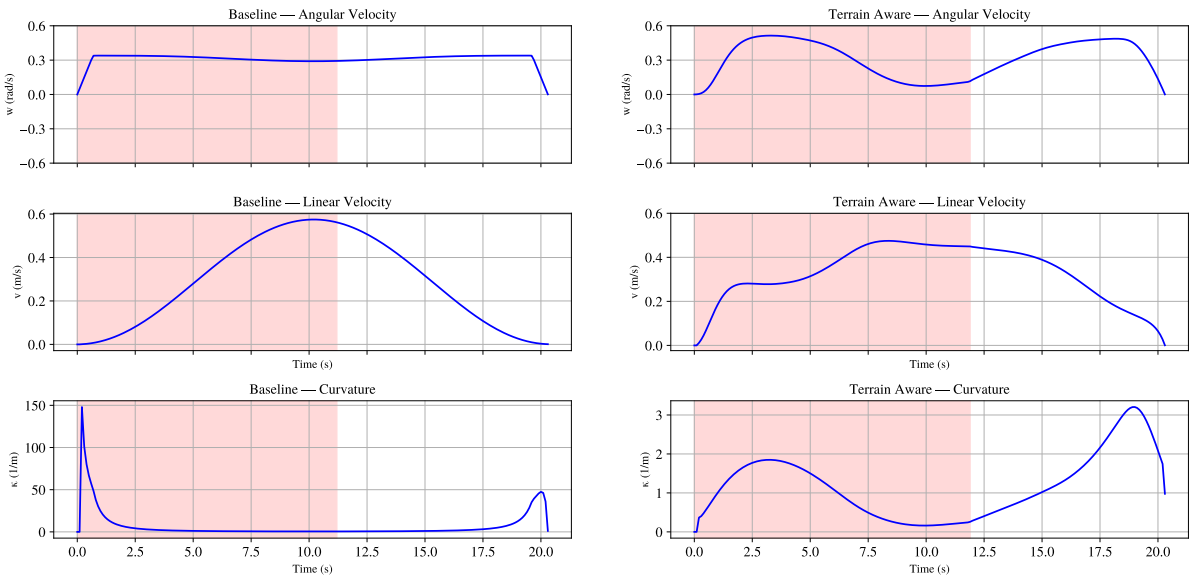 Baseline — Angular Velocity
0.6
0.3
0.0
−0.3
−0.6
w (rad/s)
Terrain Aware — Angular Velocity
0.6
0.3
0.0
−0.3
−0.6
w (rad/s)
Baseline — Linear Velocity
0.6
0.4
0.2
0.0
v (m/s)
Time (s)
Terrain Aware — Linear Velocity
0.6
0.4
0.2
0.0
v (m/s)
Time (s)
Baseline — Curvature
150
100
50
0
κ (1/m)
0.0 2.5 5.0 7.5 10.0 12.5 15.0 17.5 20.0
Time (s)
Terrain Aware — Curvature
3
2
1
0
κ (1/m)
0.0 2.5 5.0 7.5 10.0 12.5 15.0 17.5 20.0
Time (s)